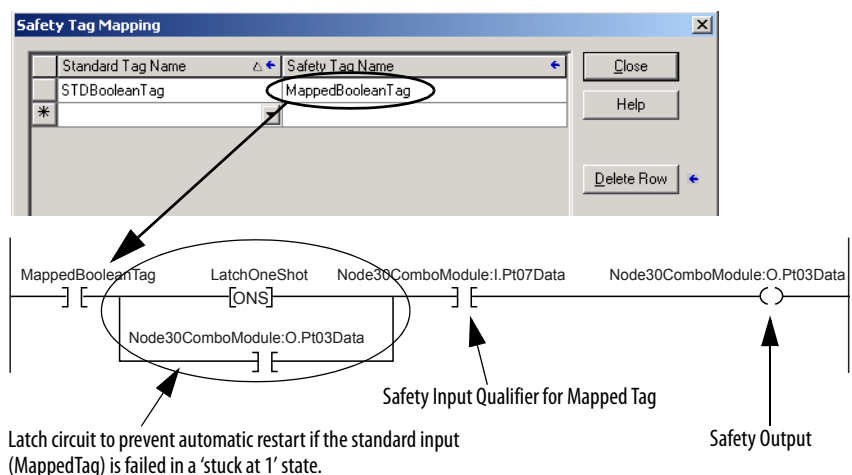 Safety Tag Mapping
Standard Tag Name Safety Tag Name
STDBooleanTag MappedBooleanTag
*
Close
Help
Delete Row
MappedBooleanTag LatchOneShot Node30ComboModule:I.Pt07Data Node30ComboModule:O.Pt03Data
ONS
Node30ComboModule:O.Pt03Data
Safety Input Qualifier for Mapped Tag
Latch circuit to prevent automatic restart if the standard input
(MappedTag) is failed in a ‘stuck at 1’ state.
Safety Output